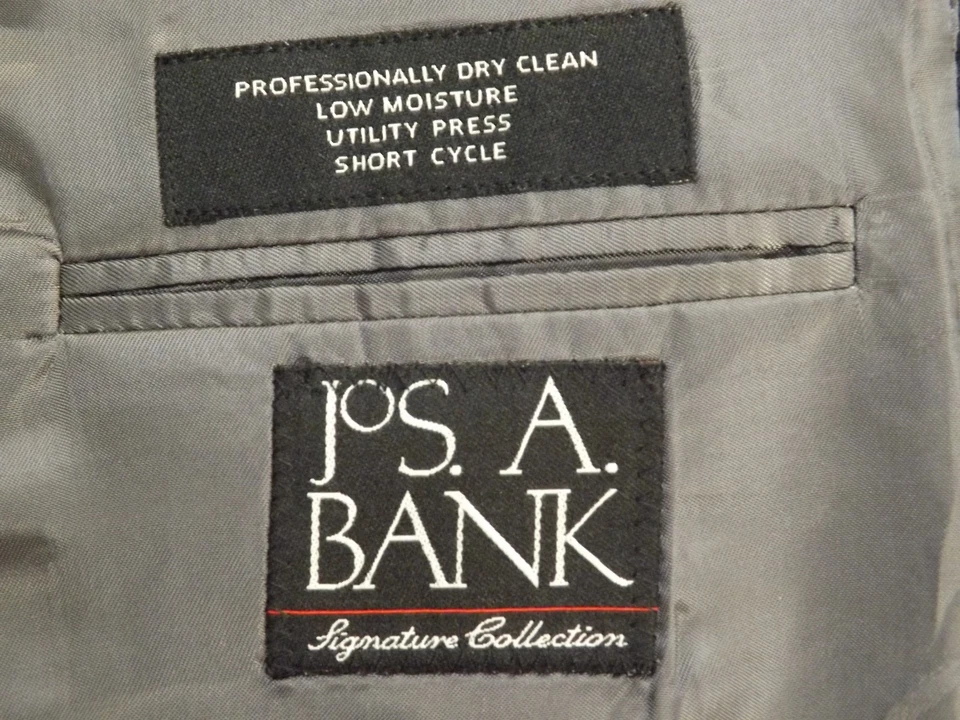 PROFESSIONALLY DRY CLEAN
LOW MOISTURE
UTILITY PRESS
SHORT CYCLE
JoS. A.
BANK
Signature Collection